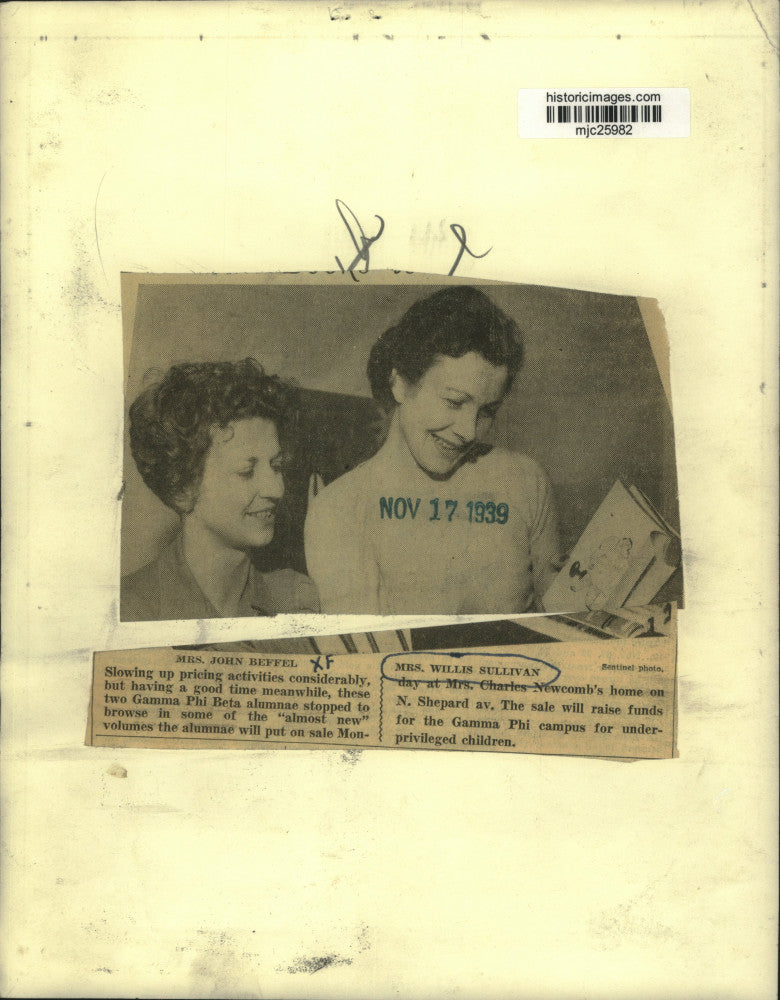 historicimages.com
mjc25982
NOV 17 1939
MRS. JOHN BEFFEL XF
Slowing up pricing activities considerably,
but having a good time meanwhile, these
two Gamma Phi Beta alumnae stopped to
browse in some of the "almost new"
volumes the alumnae will put on sale Mon-
MRS. WILLIS SULLIVAN
Sentinel photo.
day at Mrs. Charles Newcomb's home on
N. Shepard av. The sale will raise funds
for the Gamma Phi campus for under-
privileged children.